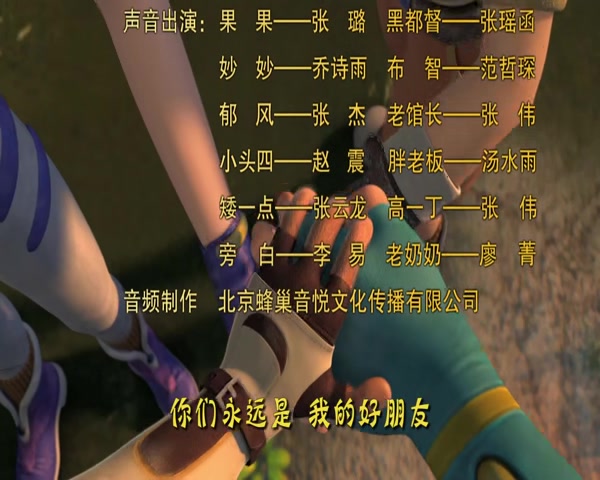 声音出演：果 果——张 璐 黑都督——张瑶函
妙 妙——乔诗雨 布 智——范哲琛
郁 风——张 杰 老馆长——张 伟
小头四——赵 震 胖老板——汤水雨
矮一点——张云龙 高一丁——张 伟
旁 白——李 易 老奶奶——廖 菁
音频制作 北京蜂巢音悦文化传播有限公司
你们永远是 我的好朋友